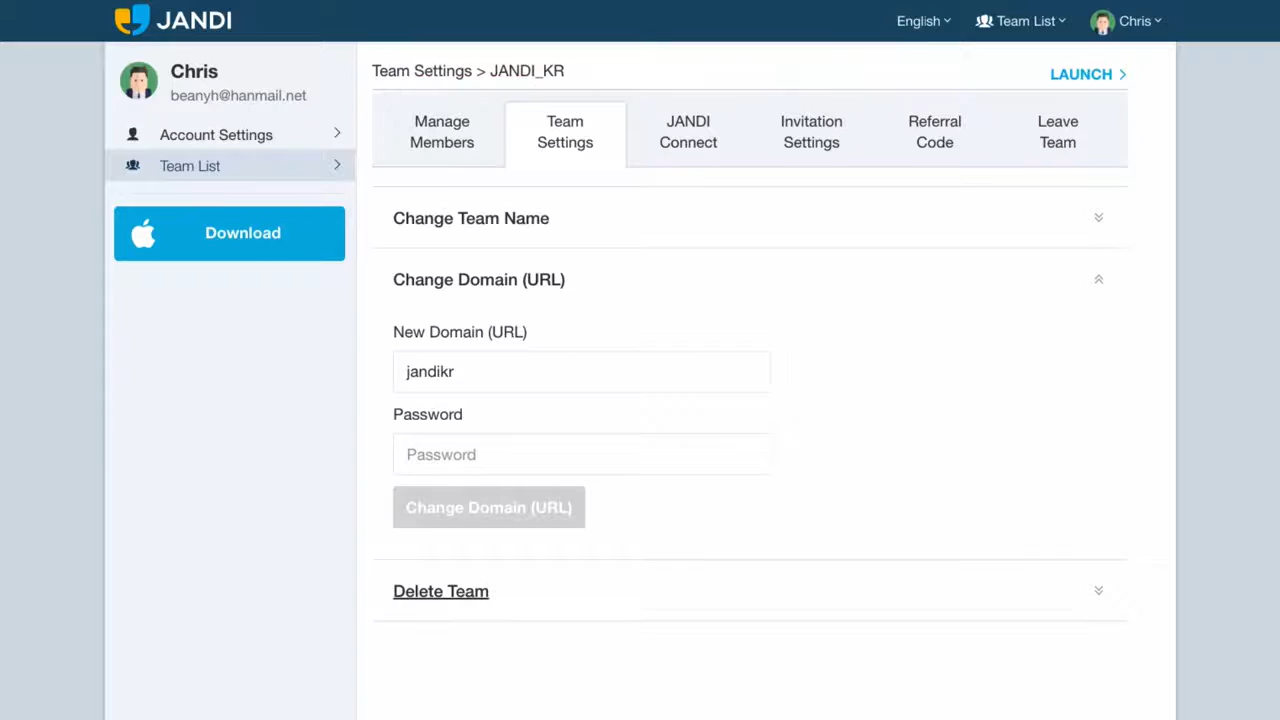 JANDI
English
Team List
Chris
Chris
beanyh@hanmail.net
Account Settings
Team List
Download
Team Settings > JANDI_KR
LAUNCH
Manage
Members
Team
Settings
JANDI
Connect
Invitation
Settings
Referral
Code
Leave
Team
Change Team Name
Change Domain (URL)
New Domain (URL)
jandikr
Password
Password
Change Domain (URL)
Delete Team